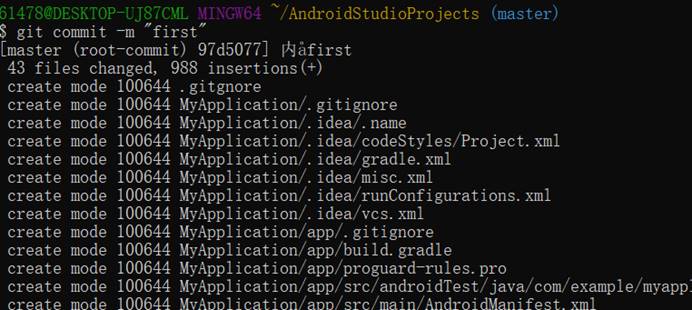 61478@DESKTOP-UJ87CML MINGW64 ~/AndroidStudioProjects (master)
$ git commit -m "first"
[master (root-commit) 97d5077] 内åfirst
 43 files changed, 988 insertions(+)
 create mode 100644 .gitgnore
 create mode 100644 MyApplication/.gitignore
 create mode 100644 MyApplication/.idea/.name
 create mode 100644 MyApplication/.idea/codeStyles/Project.xml
 create mode 100644 MyApplication/.idea/gradle.xml
 create mode 100644 MyApplication/.idea/misc.xml
 create mode 100644 MyApplication/.idea/runConfigurations.xml
 create mode 100644 MyApplication/.idea/vcs.xml
 create mode 100644 MyApplication/app/.gitignore
 create mode 100644 MyApplication/app/build.gradle
 create mode 100644 MyApplication/app/proguard-rules.pro
 create mode 100644 MyApplication/app/src/androidTest/java/com/example/myappl
 create mode 100644 MyApplication/app/src/main/AndroidManifest.xml